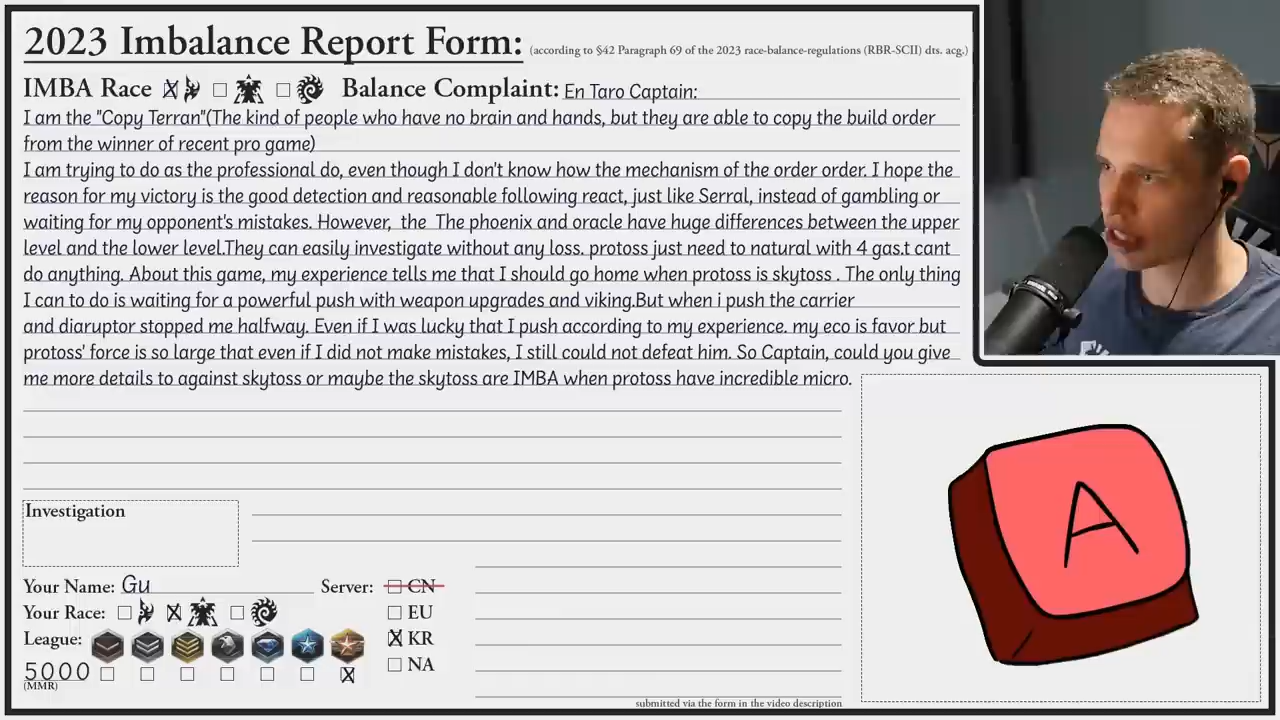 2023 Imbalance Report Form: (according to §42 Paragraph 69 of the 2023 race-balance-regulations (RBR-SCII) dts. acg.)
IMBA Race Balance Complaint: En Taro Captain:
I am the "Copy Terran"(The kind of people who have no brain and hands, but they are able to copy the build order
from the winner of recent pro game)
I am trying to do as the professional do, even though I don't know how the mechanism of the order order. I hope the
reason for my victory is the good detection and reasonable following react, just like Serral, instead of gambling or
waiting for my opponent's mistakes. However, the The phoenix and oracle have huge differences between the upper
level and the lower level.They can easily investigate without any loss. protoss just need to natural with 4 gas.t cant
do anything. About this game, my experience tells me that I should go home when protoss is skytoss . The only thing
I can to do is waiting for a powerful push with weapon upgrades and viking.But when i push the carrier
and diaruptor stopped me halfway. Even if I was lucky that I push according to my experience. my eco is favor but
protoss' force is so large that even if I did not make mistakes, I still could not defeat him. So Captain, could you give
me more details to against skytoss or maybe the skytoss are IMBA when protoss have incredible micro.
Investigation
Your Name: Gu Server: CN
Your Race: EU
League: KR
5000 NA
(MMR)
submitted via the form in the video description
A